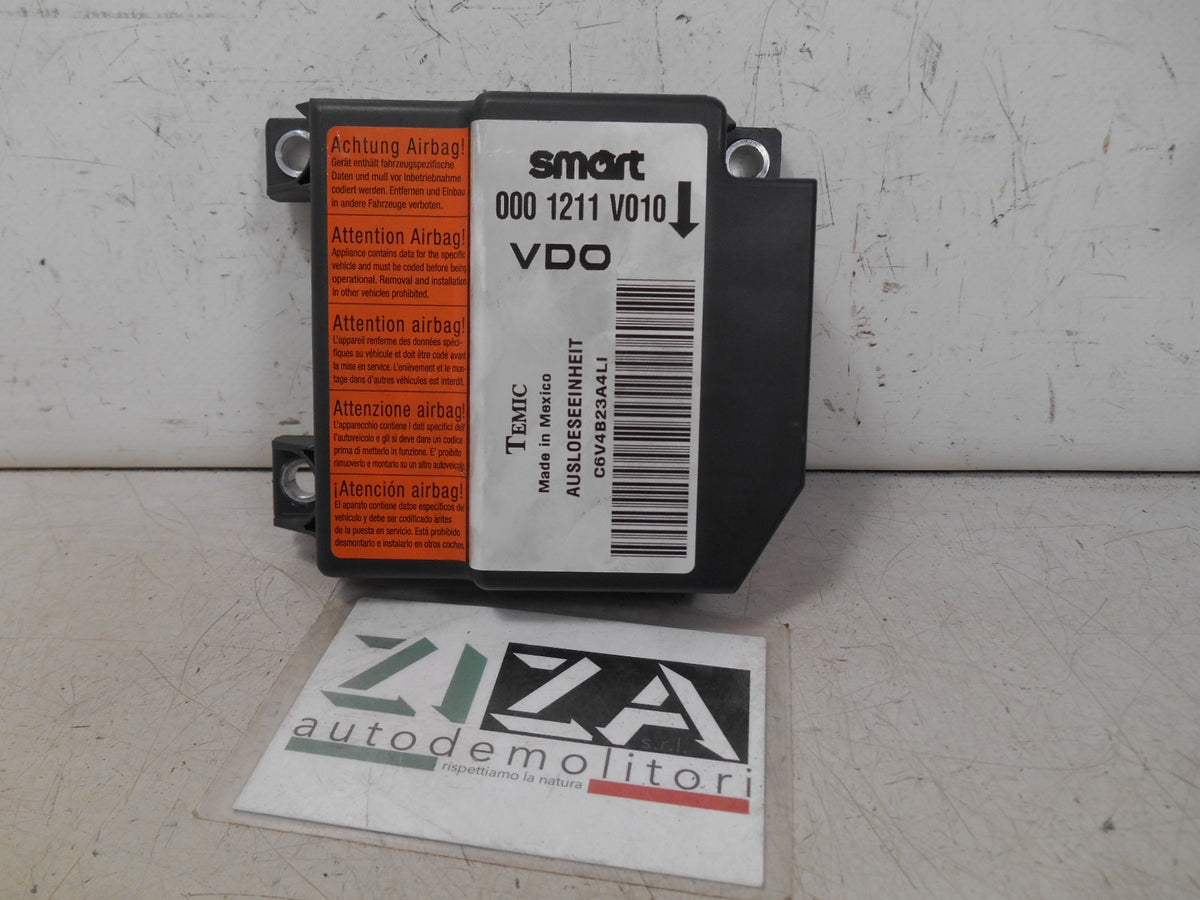 Achtung Airbag!
Gerät enthält fahrzeugspezifische
Daten und muß vor Inbetriebnahme
codiert werden. Entfernen und Einbau
in andere Fahrzeuge verboten.
Attention Airbag!
Appliance contains data for the specific
vehicle and must be coded before being
operational. Removal and installation
in other vehicles prohibited.
Attention airbag!
L'appareil renferme des données spéci-
fiques au véhicule et doit être codé avant
la mise en service. L'enlèvement et le mon-
tage dans d'autres véhicules est interdit.
Attenzione airbag!
L'apparecchio contiene i dati specifici dell'
autoveicolo e gli si deve dare un codice
prima di metterlo in funzione. E' proibito
rimuoverlo e montarlo su un altro autoveicolo.
¡Atención airbag!
El aparato contiene datos específicos de
vehículo y debe ser codificado antes
de la puesta en servicio. Está prohibido
desmontarlo e instalarlo en otros coches.
smart
000 1211 V010
VDO
TEMIC
Made in Mexico
AUSLOESEEINHEIT
C6V4B23A4LI
ZIZA
s.r.l.
autodemolitori
rispettiamo la natura